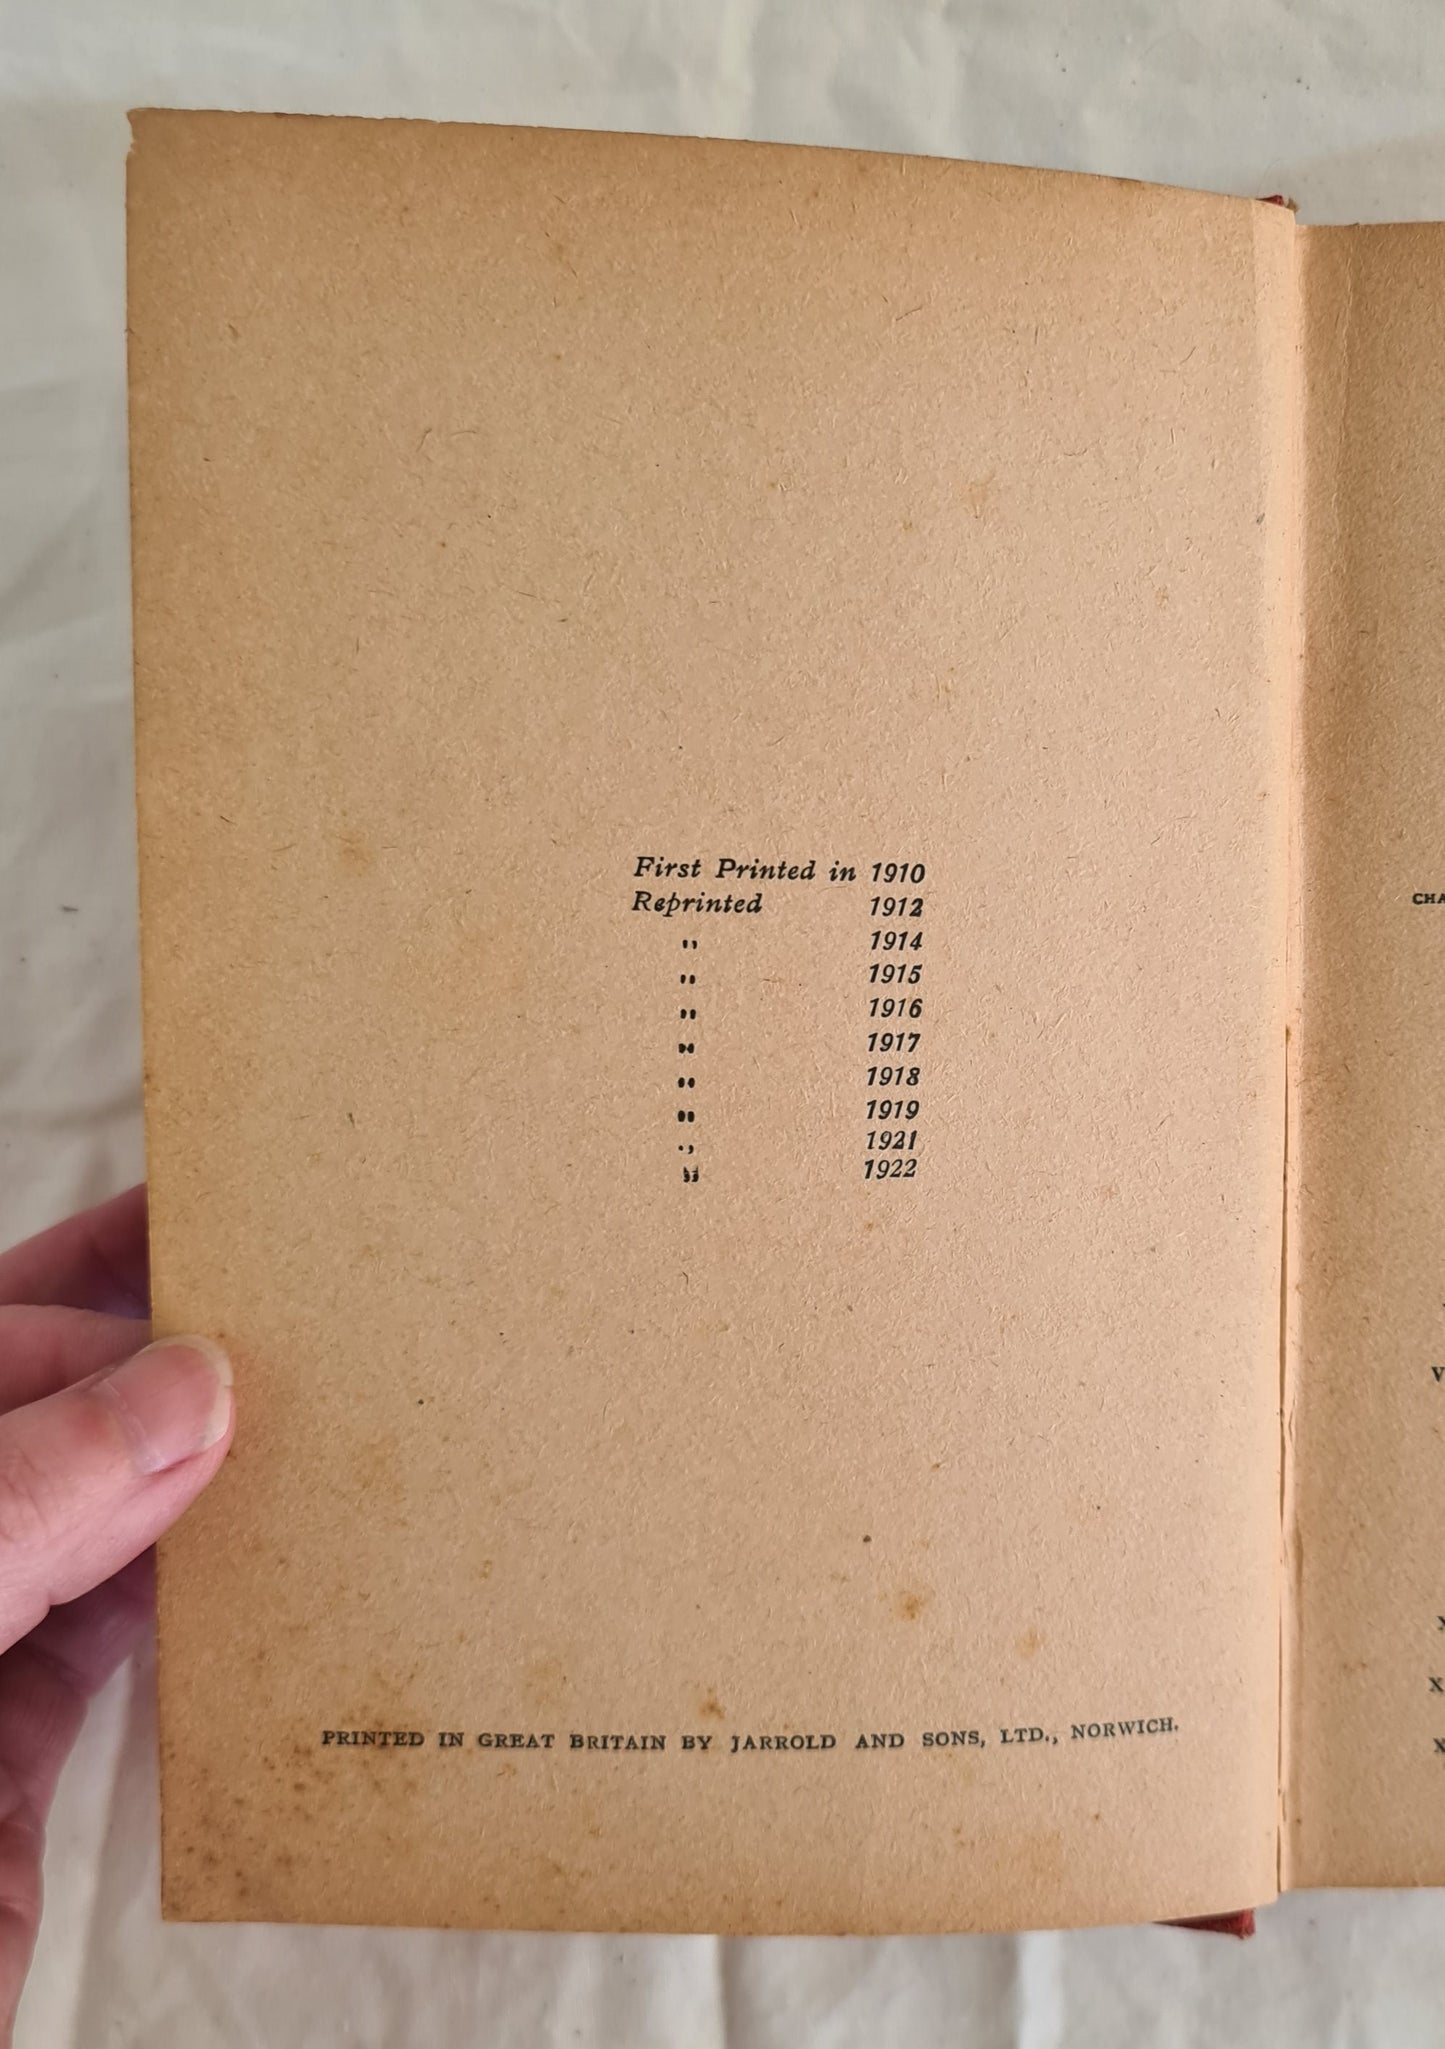 First Printed in 1910
Reprinted 1912
" 1914
" 1915
" 1916
" 1917
" 1918
" 1919
" 1921
" 1922
PRINTED IN GREAT BRITAIN BY JARROLD AND SONS, LTD., NORWICH.
CHA
V
X
X
X